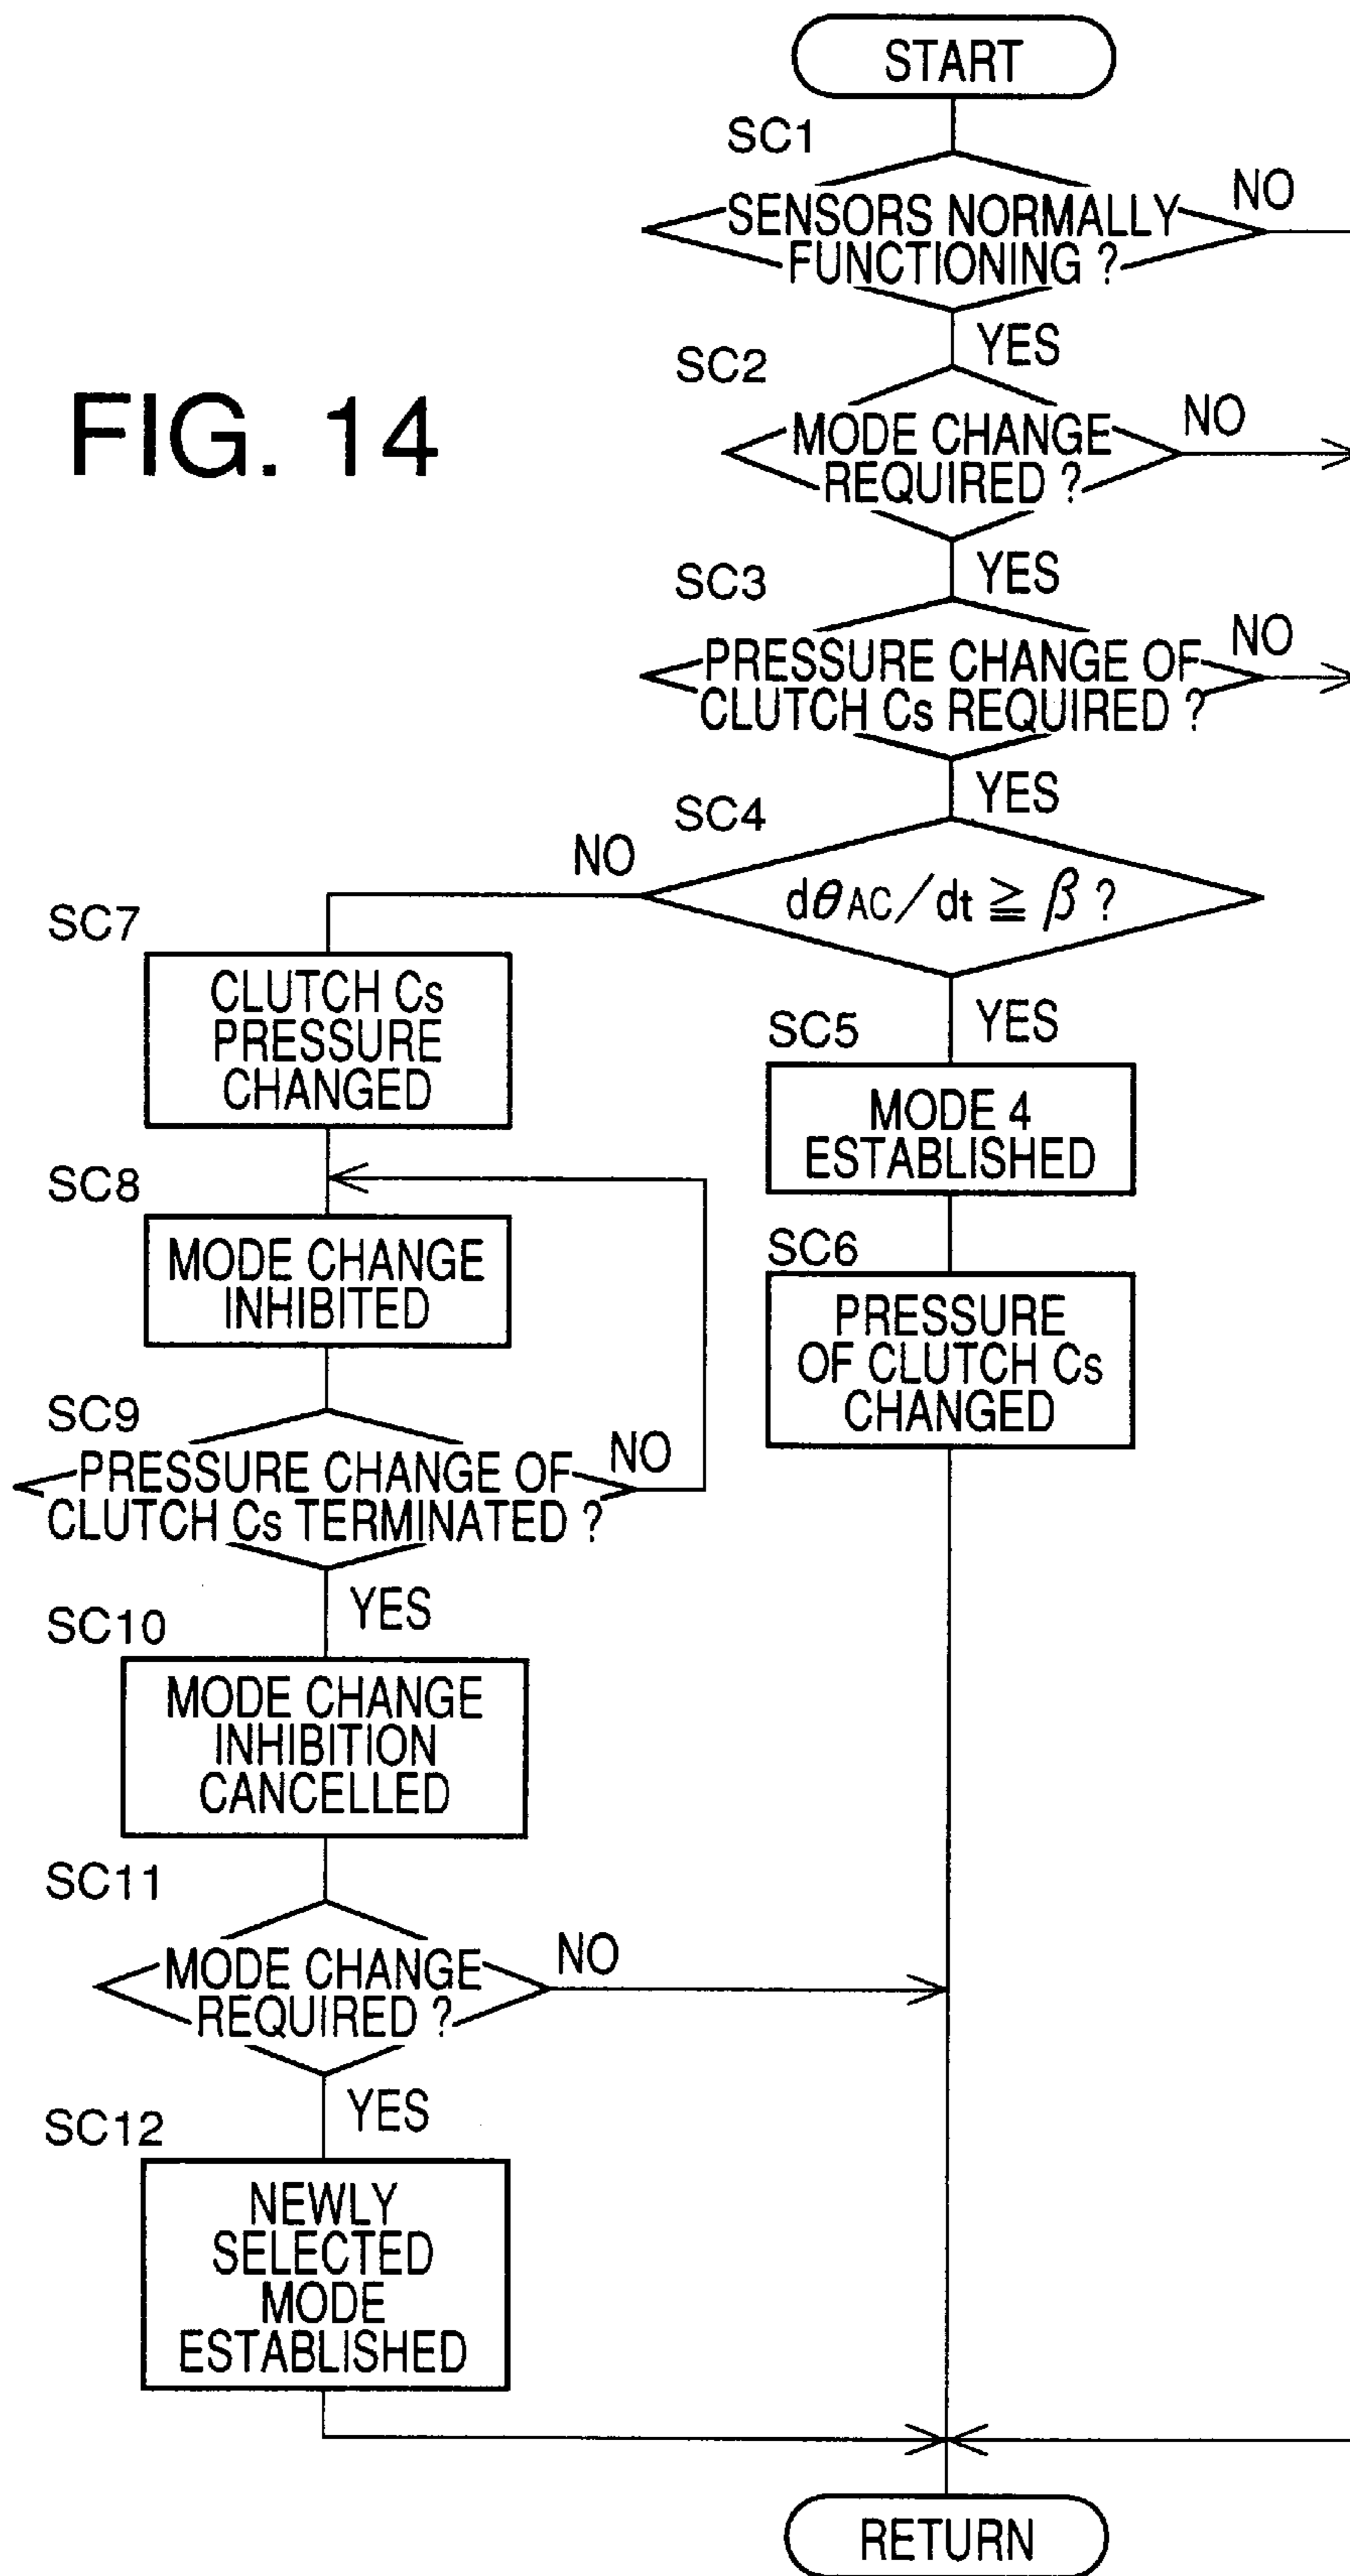 START
SC1
SENSORS NORMALLY
FUNCTIONING ?
NO
YES
FIG. 14
SC2
MODE CHANGE
REQUIRED ?
NO
YES
SC3
PRESSURE CHANGE OF
CLUTCH Cs REQUIRED ?
NO
YES
SC4
dθAC/dt ≧ β ?
NO
YES
SC5
MODE 4
ESTABLISHED
SC6
PRESSURE
OF CLUTCH Cs
CHANGED
SC7
CLUTCH Cs
PRESSURE
CHANGED
SC8
MODE CHANGE
INHIBITED
SC9
PRESSURE CHANGE OF
CLUTCH Cs TERMINATED ?
NO
YES
SC10
MODE CHANGE
INHIBITION
CANCELLED
SC11
MODE CHANGE
REQUIRED ?
NO
YES
SC12
NEWLY
SELECTED
MODE
ESTABLISHED
RETURN